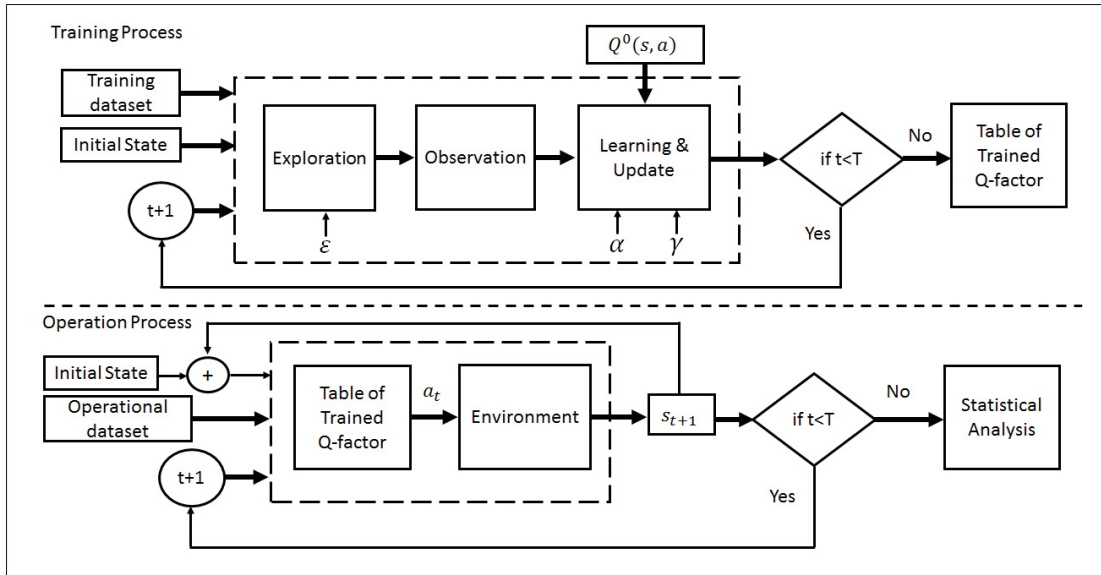 Training Process
Q⁰(s, a)
Training
dataset
Initial State
t+1
Exploration
Observation
Learning &
Update
ε
α
γ
if t<T
No
Yes
Table of
Trained
Q-factor
Operation Process
Initial State
+
Operational
dataset
t+1
Table of
Trained
Q-factor
aₜ
Environment
sₜ₊₁
if t<T
No
Yes
Statistical
Analysis